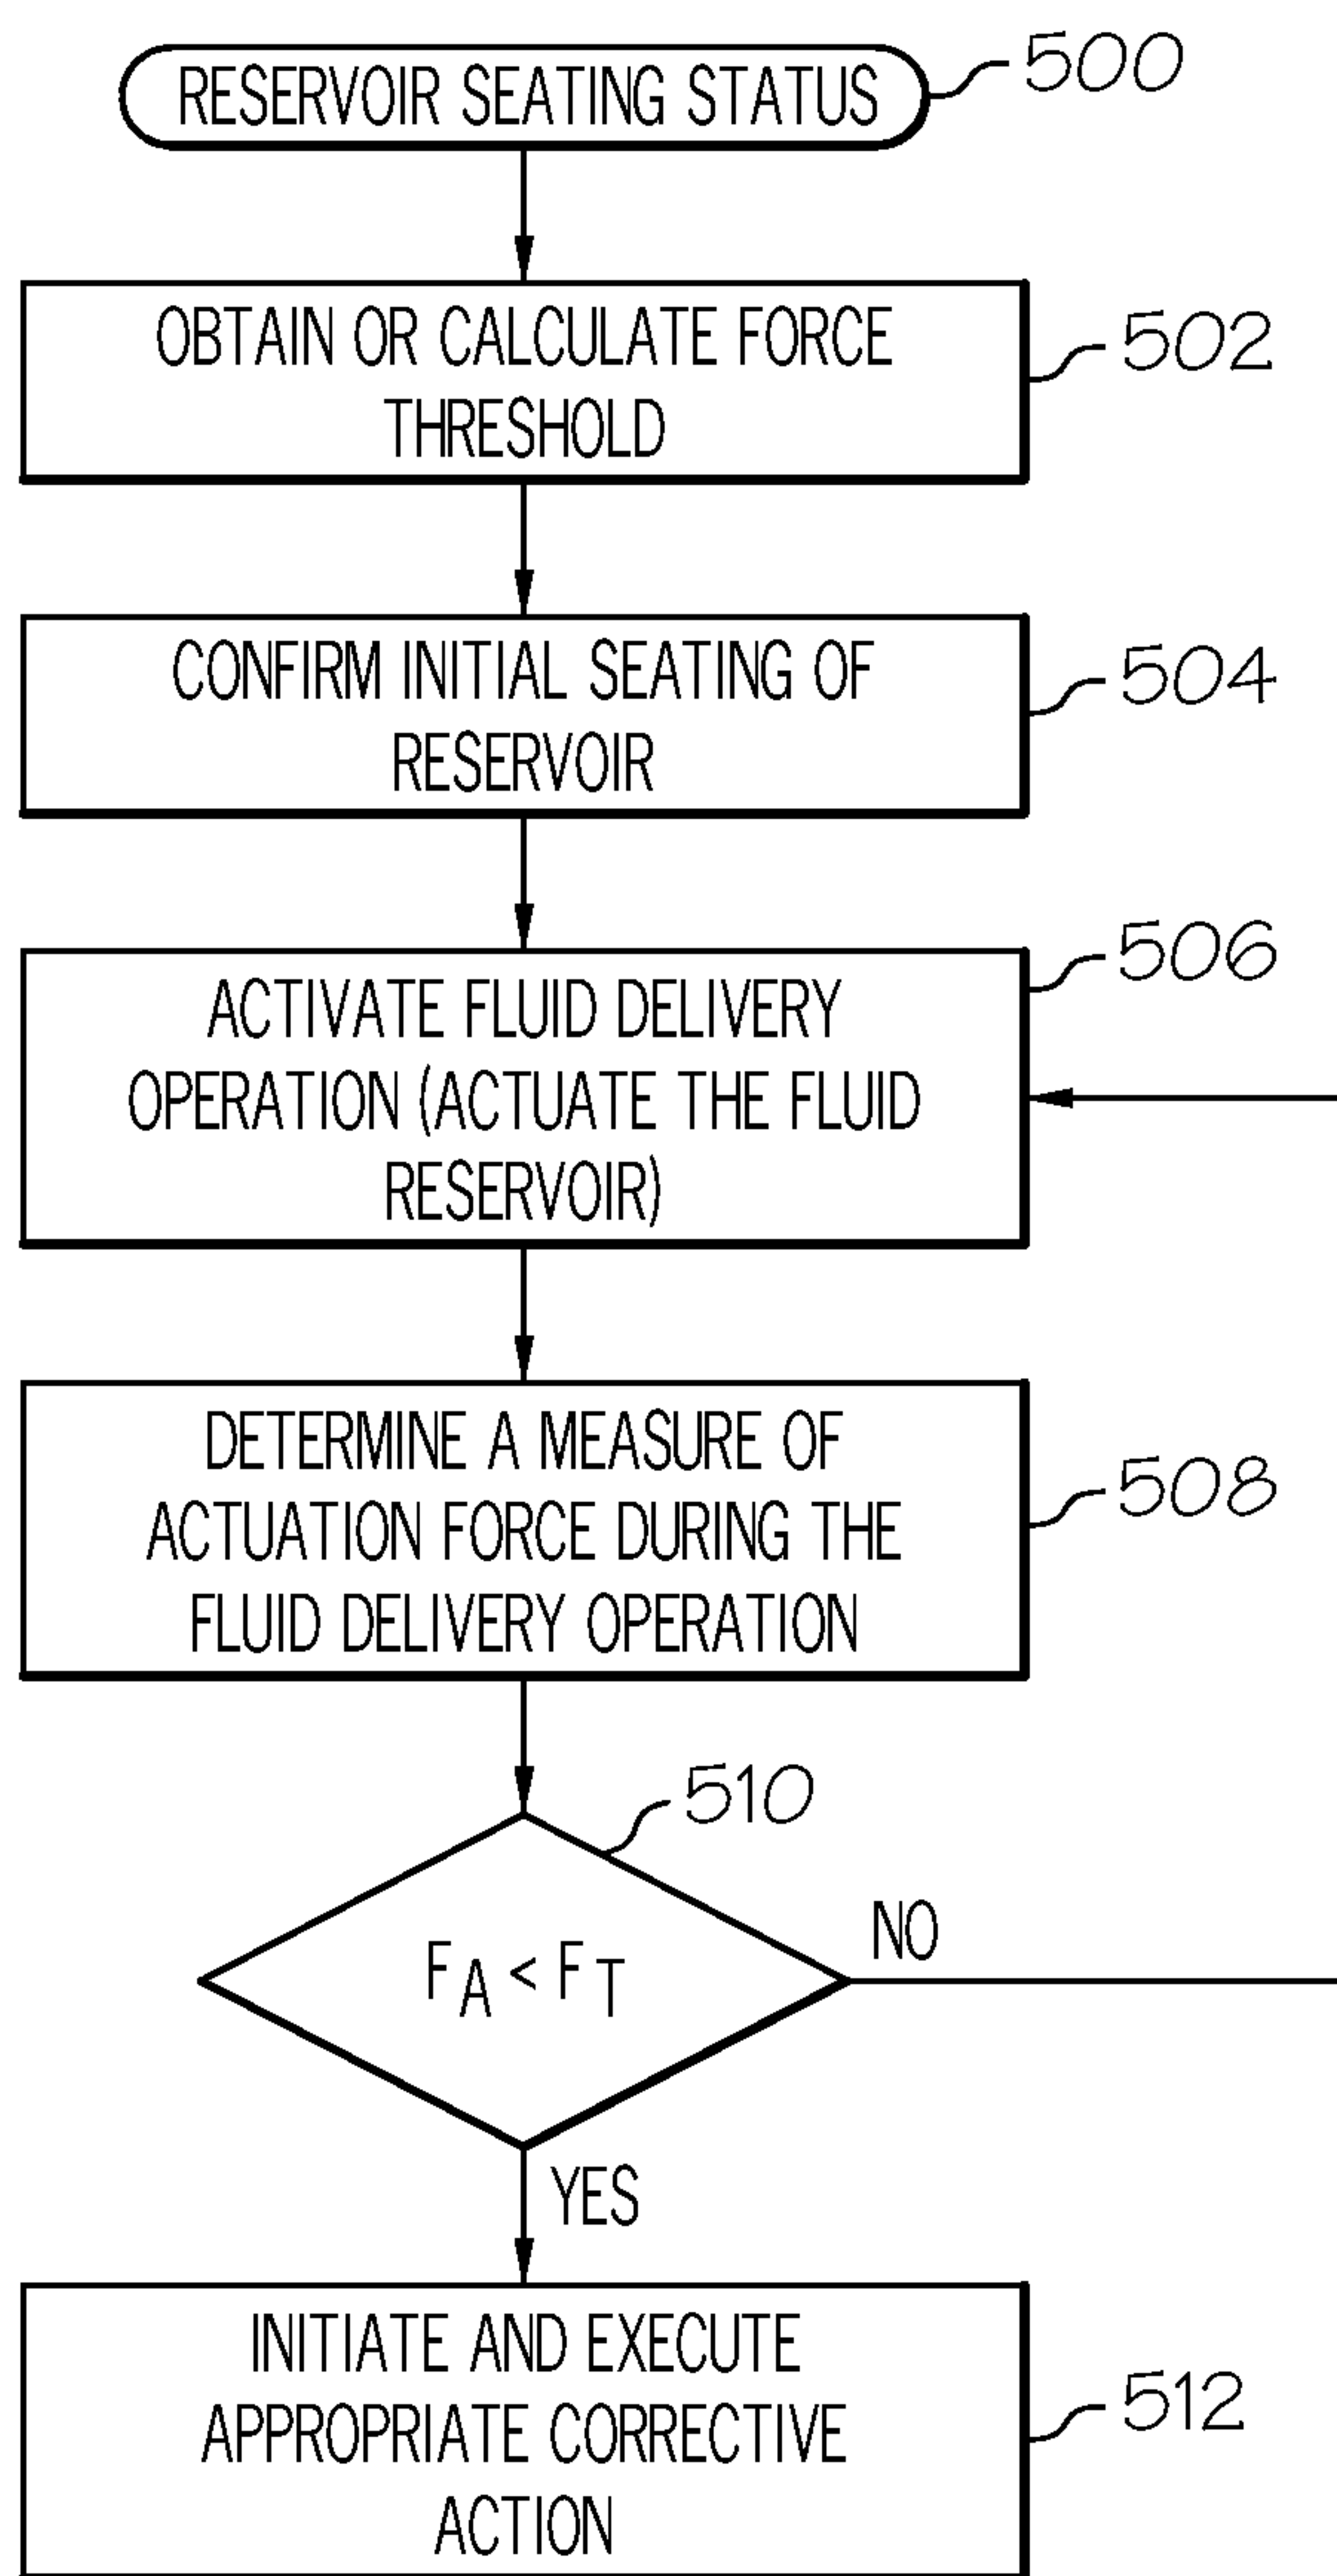 RESERVOIR SEATING STATUS 500
OBTAIN OR CALCULATE FORCE
THRESHOLD
502
CONFIRM INITIAL SEATING OF
RESERVOIR
504
ACTIVATE FLUID DELIVERY
OPERATION (ACTUATE THE FLUID
RESERVOIR)
506
DETERMINE A MEASURE OF
ACTUATION FORCE DURING THE
FLUID DELIVERY OPERATION
508
510
FA < FT
NO
YES
INITIATE AND EXECUTE
APPROPRIATE CORRECTIVE
ACTION
512